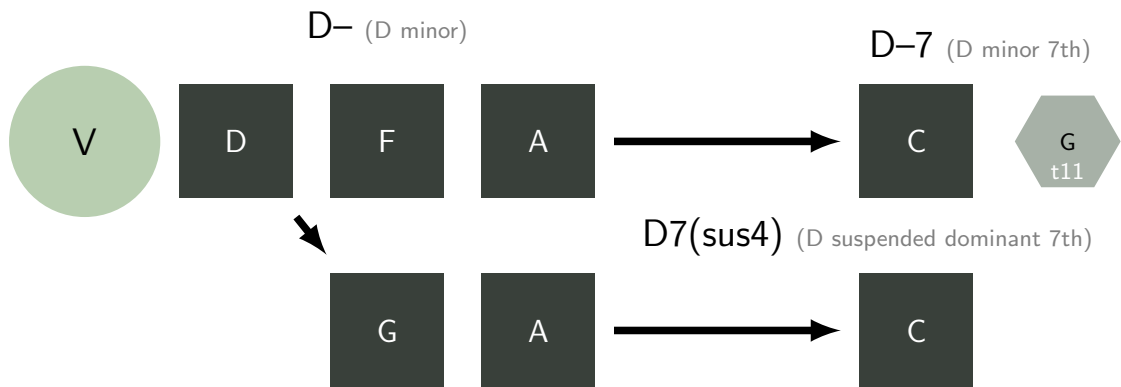 D– (D minor)
D–7 (D minor 7th)
V D F A C G
t11
D7(sus4) (D suspended dominant 7th)
G A C